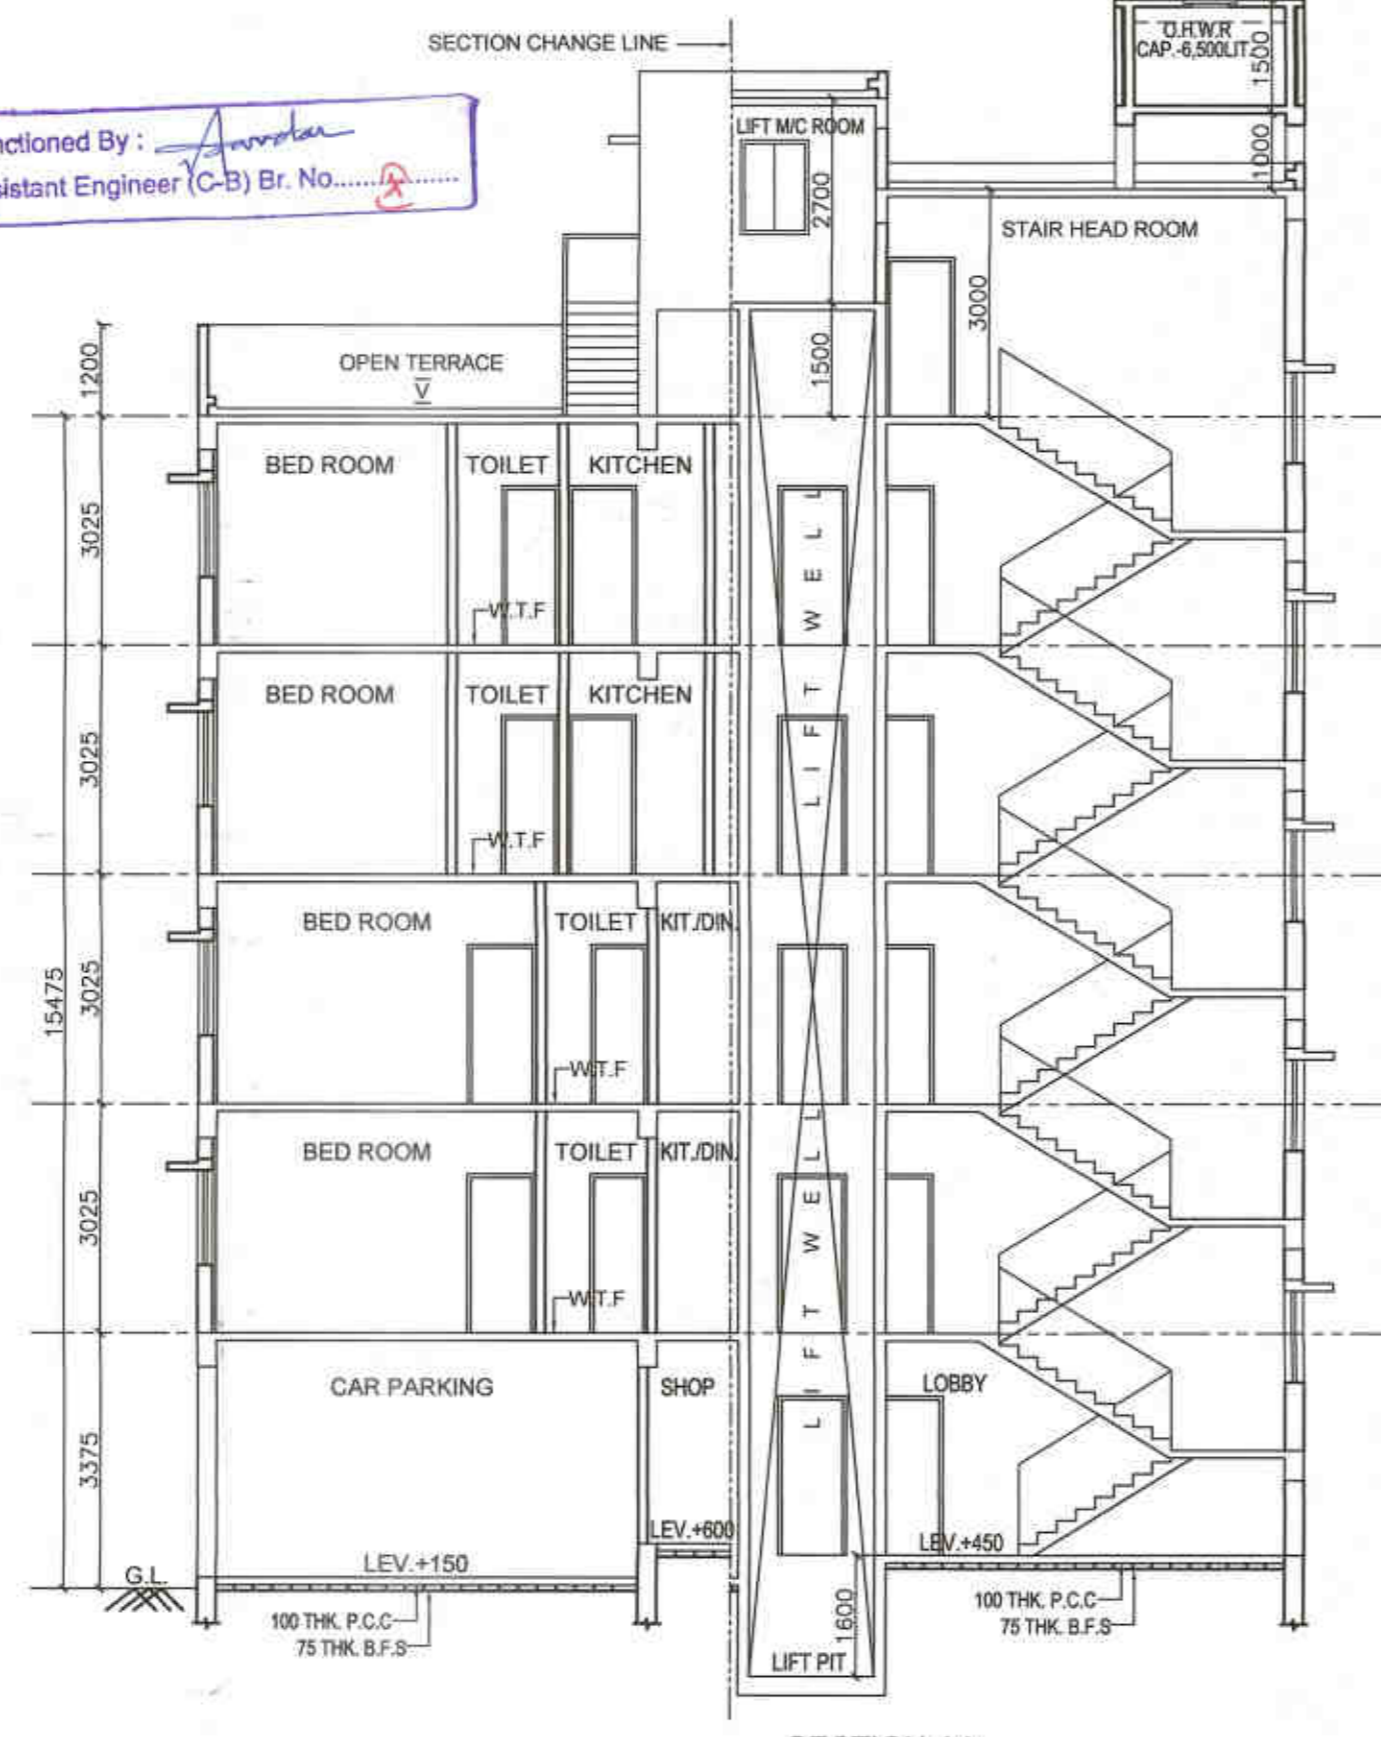 SECTION CHANGE LINE
O.H.W.R
CAP.-6,500LIT.
1500
1000
nctioned By :
sistant Engineer (C-B) Br. No.................
LIFT M/C ROOM
2700
STAIR HEAD ROOM
3000
1500
1200
OPEN TERRACE
V
BED ROOM TOILET KITCHEN
3025
W.T.F
BED ROOM TOILET KITCHEN
3025
W.T.F
LIFT WELL
BED ROOM TOILET KIT./DIN.
3025
15475
W.T.F
BED ROOM TOILET KIT./DIN.
3025
W.T.F
LIFT WELL
CAR PARKING SHOP LOBBY
3375
LEV.+600
LEV.+450
LEV.+150
G.L.
100 THK. P.C.C
75 THK. B.F.S
1600
LIFT PIT
100 THK. P.C.C
75 THK. B.F.S